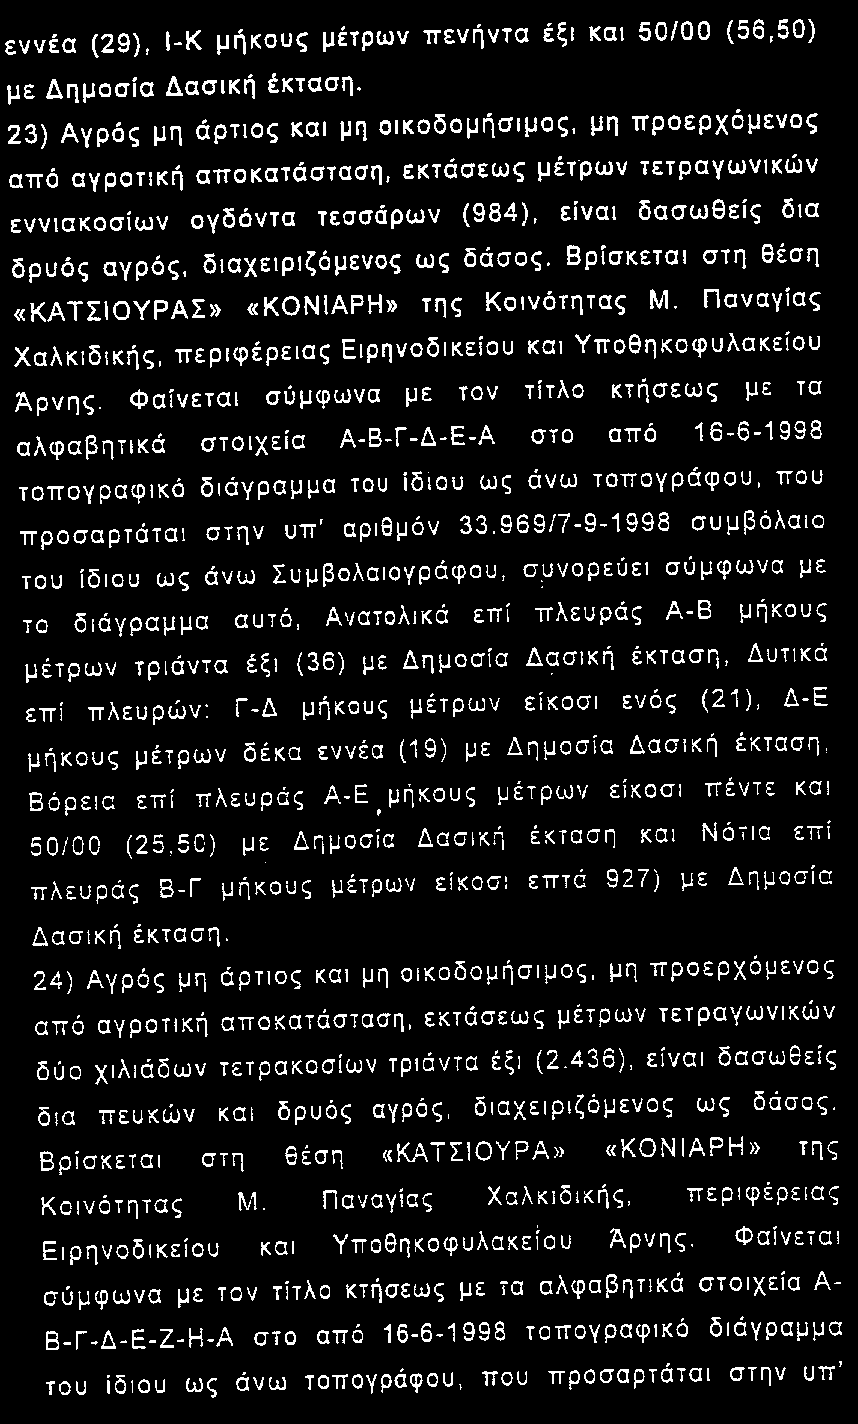 εννέα (29), Ι-Κ μήκους μέτρων πενήντα έξι και 50/00 (56,50)
με Δημοσία Δασική έκταση.
23) Αγρός μη άρτιος και μη οικοδομήσιμος, μη προερχόμενος
από αγροτική αποκατάσταση, εκτάσεως μέτρων τετραγωνικών
εννιακοσίων ογδόντα τεσσάρων (984), είναι δασωθείς δια
δρυός αγρός, διαχειριζόμενος ως δάσος. Βρίσκεται στη θέση
«ΚΑΤΣΙΟΥΡΑΣ» «ΚΟΝΙΑΡΗ» της Κοινότητας Μ. Παναγίας
Χαλκιδικής, περιφέρειας Ειρηνοδικείου και Υποθηκοφυλακείου
Άρνης. Φαίνεται σύμφωνα με τον τίτλο κτήσεως με τα
αλφαβητικά στοιχεία Α-Β-Γ-Δ-Ε-Α στο από 16-6-1998
τοπογραφικό διάγραμμα του ίδιου ως άνω τοπογράφου, που
προσαρτάται στην υπ' αριθμόν 33.969/7-9-1998 συμβόλαιο
του ίδιου ως άνω Συμβολαιογράφου, συνορεύει σύμφωνα με
το διάγραμμα αυτό, Ανατολικά επί πλευράς Α-Β μήκους
μέτρων τριάντα έξι (36) με Δημοσία Δασική έκταση, Δυτικά
επί πλευρών: Γ-Δ μήκους μέτρων είκοσι ενός (21), Δ-Ε
μήκους μέτρων δέκα εννέα (19) με Δημοσία Δασική έκταση,
Βόρεια επί πλευράς Α-Ε μήκους μέτρων είκοσι πέντε και
50/00 (25,50) με Δημοσία Δασική έκταση και Νότια επί
πλευράς Β-Γ μήκους μέτρων είκοσι επτά 927) με Δημοσία
Δασική έκταση.
24) Αγρός μη άρτιος και μη οικοδομήσιμος, μη προερχόμενος
από αγροτική αποκατάσταση, εκτάσεως μέτρων τετραγωνικών
δύο χιλιάδων τετρακοσίων τριάντα έξι (2.436), είναι δασωθείς
δια πευκών και δρυός αγρός, διαχειριζόμενος ως δάσος.
Βρίσκεται στη θέση «ΚΑΤΣΙΟΥΡΑ» «ΚΟΝΙΑΡΗ» της
Κοινότητας Μ. Παναγίας Χαλκιδικής, περιφέρειας
Ειρηνοδικείου και Υποθηκοφυλακείου Άρνης. Φαίνεται
σύμφωνα με τον τίτλο κτήσεως με τα αλφαβητικά στοιχεία Α-
Β-Γ-Δ-Ε-Ζ-Η-Α στο από 16-6-1998 τοπογραφικό διάγραμμα
του ίδιου ως άνω τοπογράφου, που προσαρτάται στην υπ'